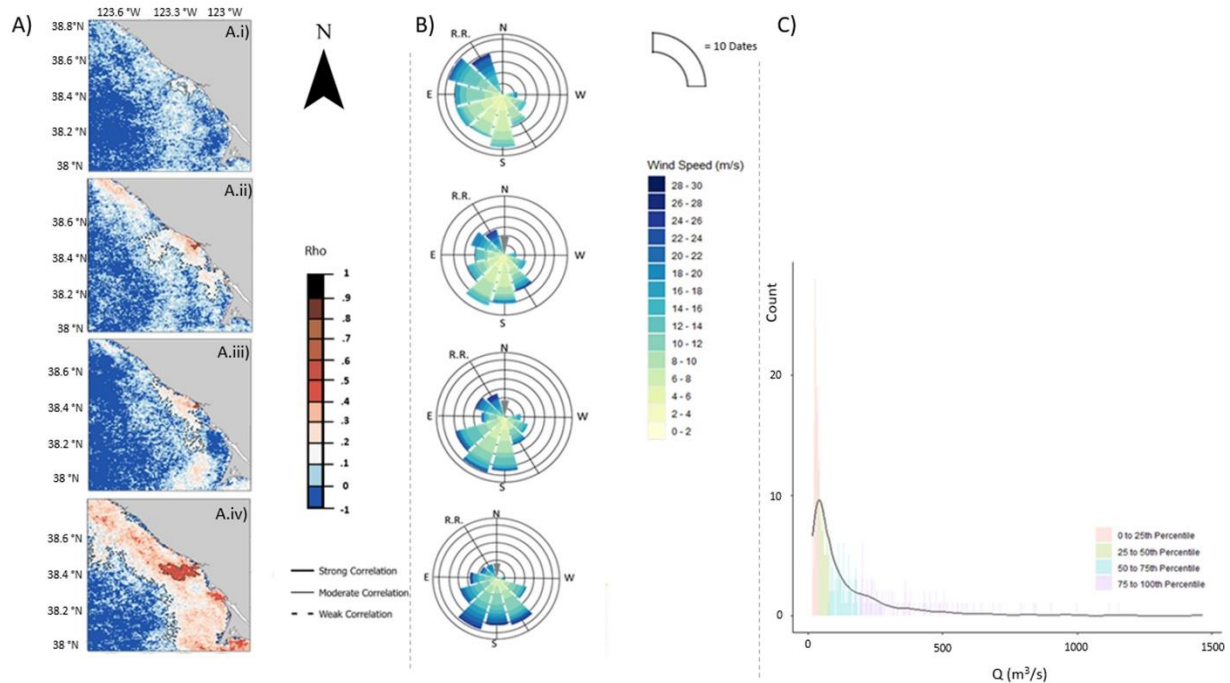 A)
123.6 °W 123.3 °W 123 °W
38.8°N
38.6 °N
38.4 °N
38.2 °N
38 °N
A.i)
38.6 °N
38.4 °N
38.2 °N
38 °N
A.ii)
38.6 °N
38.4 °N
38.2 °N
38 °N
A.iii)
38.6 °N
38.4 °N
38.2 °N
38 °N
A.iv)
N
Rho
1
.9
.8
.7
.6
.5
.4
.3
.2
.1
0
-1
Strong Correlation
Moderate Correlation
Weak Correlation
B)
N
R.R.
E
W
S
N
R.R.
E
W
S
N
R.R.
E
W
S
N
R.R.
E
W
S
= 10 Dates
Wind Speed (m/s)
28 - 30
26 - 28
24 - 26
22 - 24
20 - 22
18 - 20
16 - 18
14 - 16
12 - 14
10 - 12
8 - 10
6 - 8
4 - 6
2 - 4
0 - 2
C)
Count
20
10
0
0 to 25th Percentile
25 to 50th Percentile
50 to 75th Percentile
75 to 100th Percentile
0 500 1000 1500
Q (m³/s)